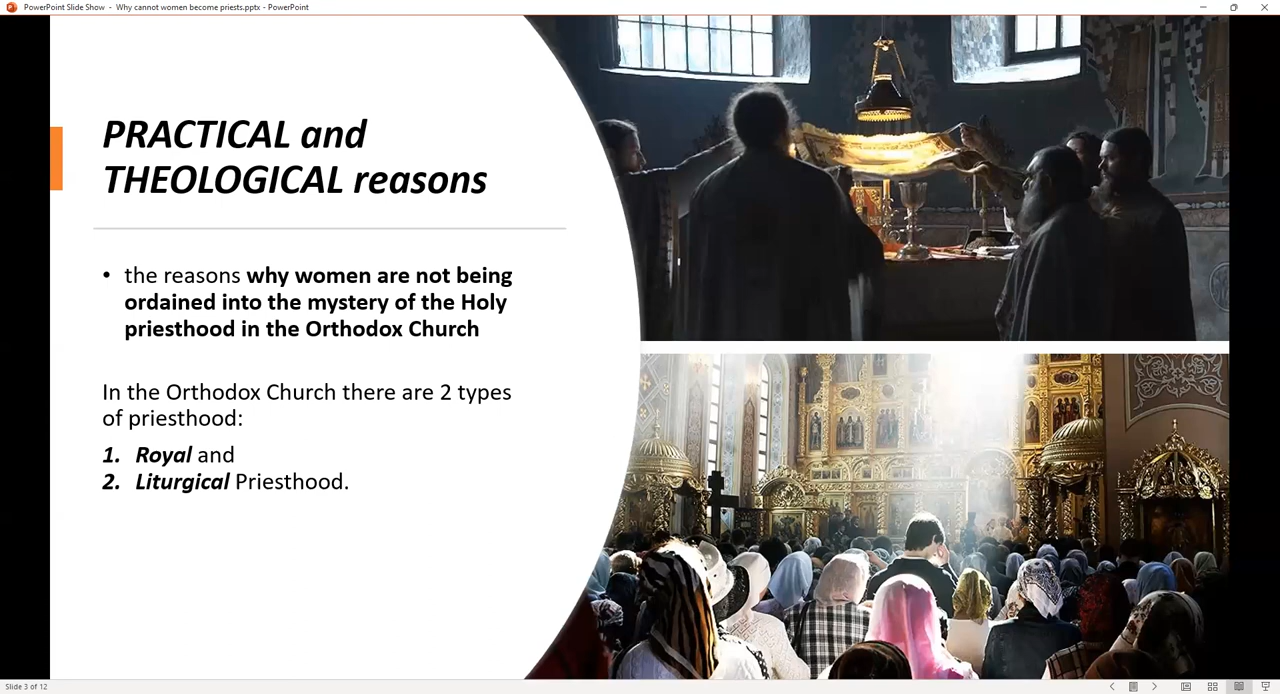 PowerPoint Slide Show - Why cannot women become priests.pptx - PowerPoint
PRACTICAL and
THEOLOGICAL reasons
• the reasons why women are not being
ordained into the mystery of the Holy
priesthood in the Orthodox Church
In the Orthodox Church there are 2 types
of priesthood:
1. Royal and
2. Liturgical Priesthood.
Slide 3 of 12